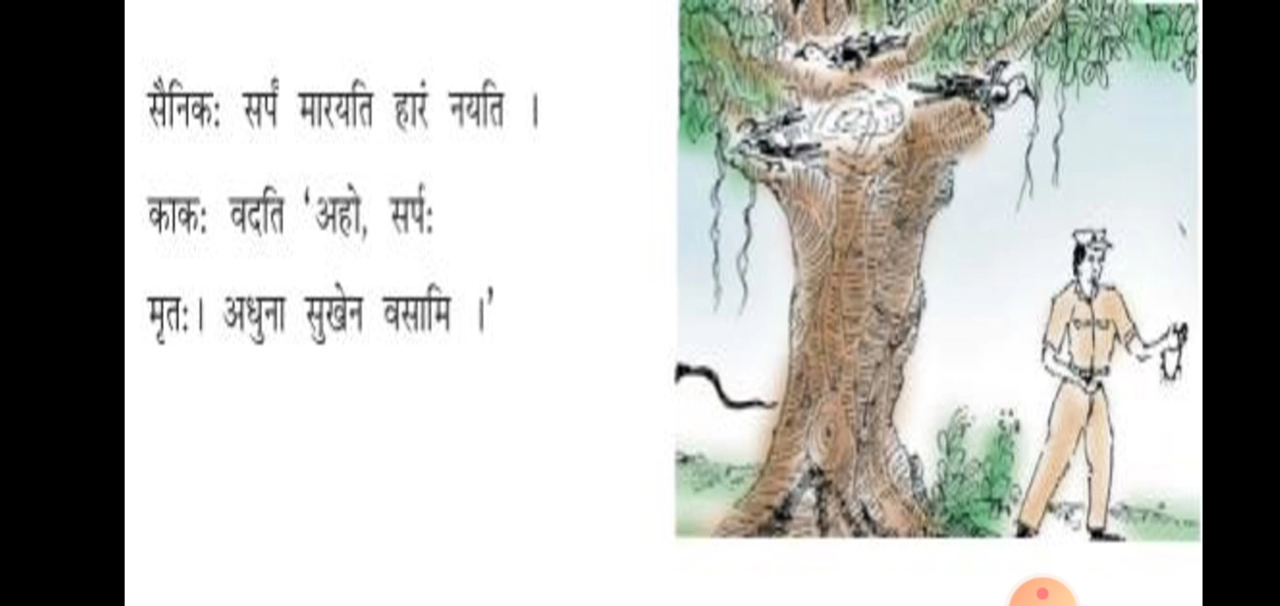 सैनिक: सर्पं मारयति हारं नयति ।
काक: वदति ‘अहो, सर्प:
मृत:। अधुना सुखेन वसामि ।’